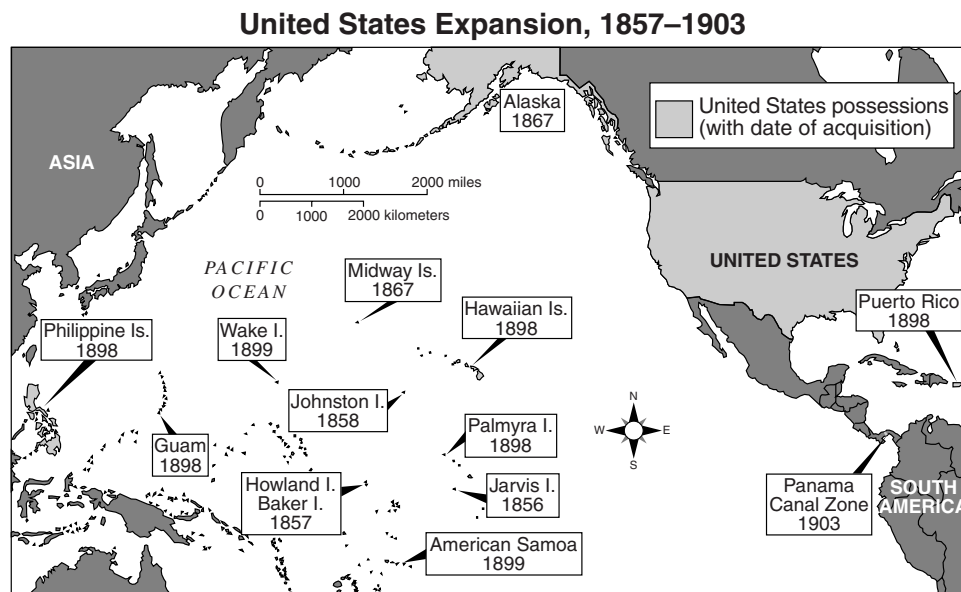 United States Expansion, 1857–1903
Alaska
1867
United States possessions
(with date of acquisition)
ASIA
0 1000 2000 miles
0 1000 2000 kilometers
PACIFIC
OCEAN
UNITED STATES
Midway Is.
1867
Hawaiian Is.
1898
Puerto Rico
1898
Philippine Is.
1898
Wake I.
1899
Johnston I.
1858
N
W E
S
Palmyra I.
1898
Guam
1898
Howland I.
Baker I.
1857
Jarvis I.
1856
Panama
Canal Zone
1903
SOUTH
AMERICA
American Samoa
1899